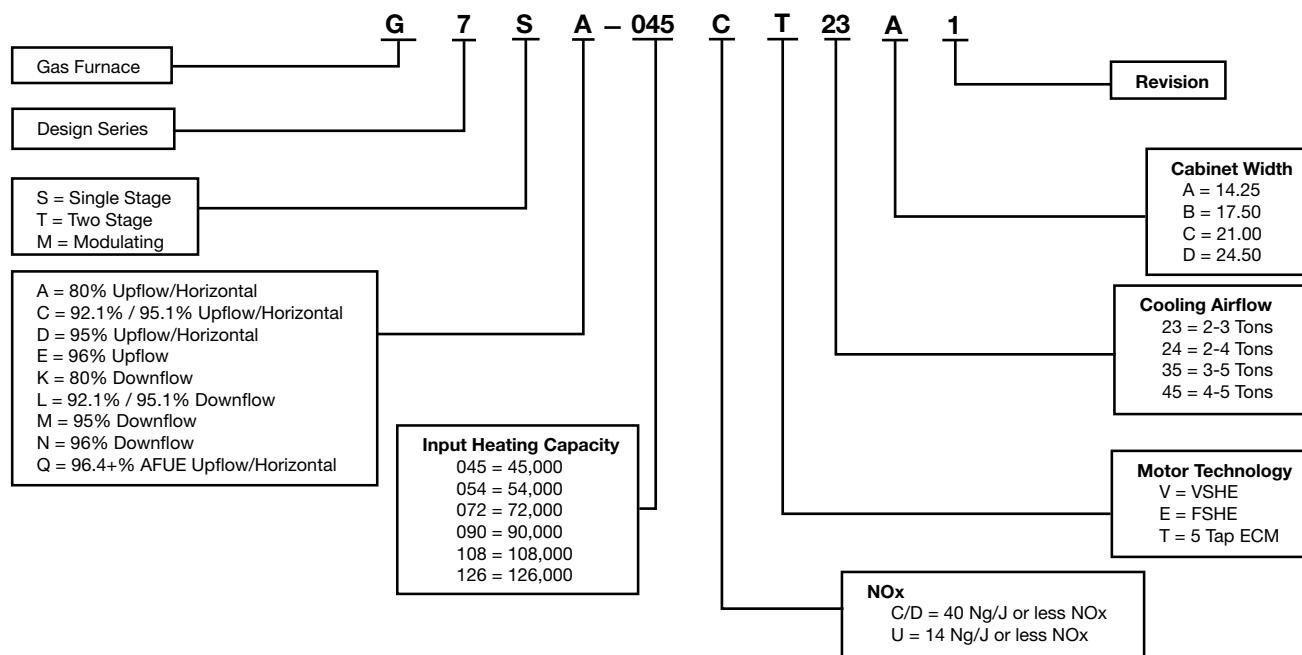 G 7 S A – 045 C T 23 A 1
Gas Furnace
Design Series
S = Single Stage
T = Two Stage
M = Modulating
A = 80% Upflow/Horizontal
C = 92.1% / 95.1% Upflow/Horizontal
D = 95% Upflow/Horizontal
E = 96% Upflow
K = 80% Downflow
L = 92.1% / 95.1% Downflow
M = 95% Downflow
N = 96% Downflow
Q = 96.4+% AFUE Upflow/Horizontal
Input Heating Capacity
045 = 45,000
054 = 54,000
072 = 72,000
090 = 90,000
108 = 108,000
126 = 126,000
Revision
Cabinet Width
A = 14.25
B = 17.50
C = 21.00
D = 24.50
Cooling Airflow
23 = 2-3 Tons
24 = 2-4 Tons
35 = 3-5 Tons
45 = 4-5 Tons
Motor Technology
V = VSHE
E = FSHE
T = 5 Tap ECM
NOx
C/D = 40 Ng/J or less NOx
U = 14 Ng/J or less NOx